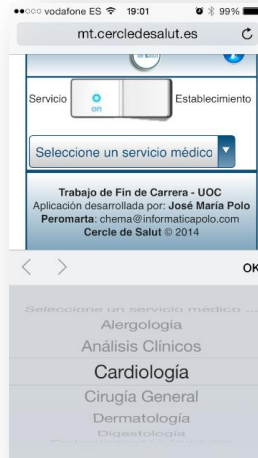 vodafone ES 19:01 99%
mt.cercledesalut.es
Servicio on Establecimiento
Seleccione un servicio médico
Trabajo de Fin de Carrera - UOC
Aplicación desarrollada por: José María Polo
Peromarta: chema@informaticapolo.com
Cercle de Salut © 2014
OK
Seleccione un servicio médico ...
Alergología
Análisis Clínicos
Cardiología
Cirugía General
Dermatología
Digestología